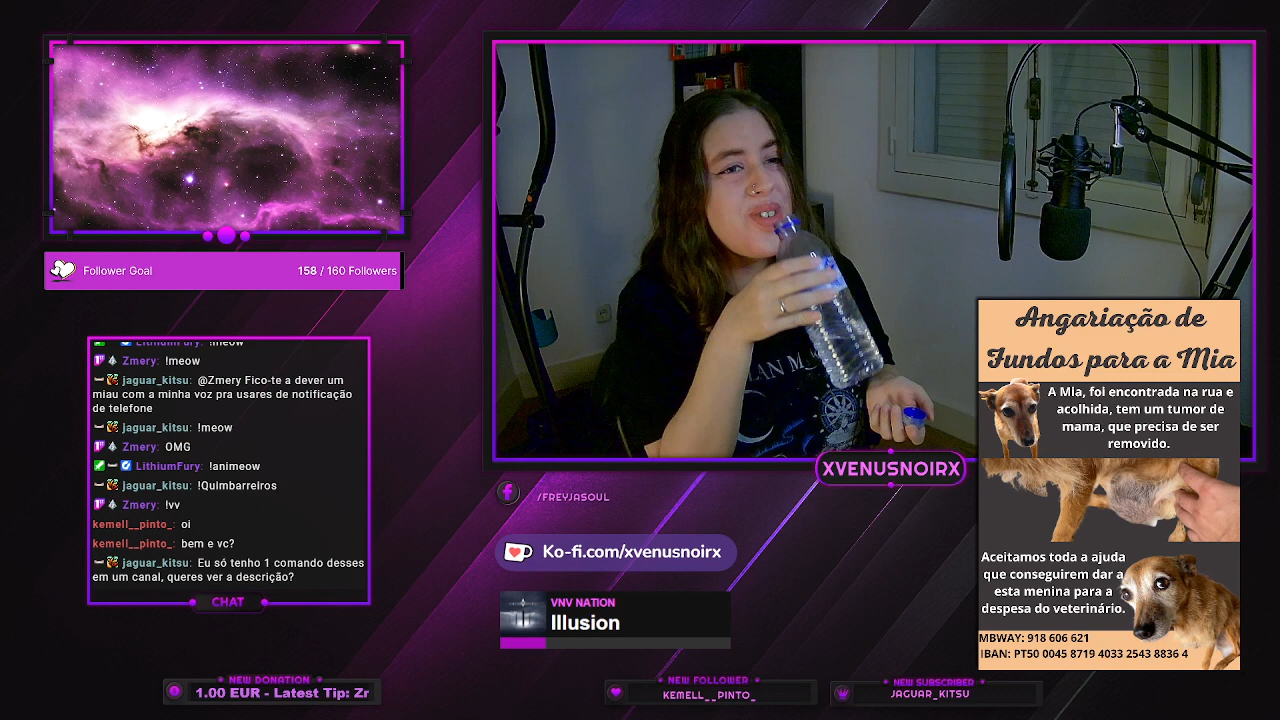 Follower Goal
158 / 160 Followers
LithiumFury: !meow
Zmery: !meow
jaguar_kitsu: @Zmery Fico-te a dever um
miau com a minha voz pra usares de notificação
de telefone
jaguar_kitsu: !meow
Zmery: OMG
LithiumFury: !animeow
jaguar_kitsu: !Quimbarreiros
Zmery: !vv
kemell__pinto_: oi
kemell__pinto_: bem e vc?
jaguar_kitsu: Eu só tenho 1 comando desses
em um canal, queres ver a descrição?
CHAT
XVENUSNOIRX
/FREYJASOUL
Ko-fi.com/xvenusnoirx
VNV NATION
Illusion
Angariação de
Fundos para a Mia
A Mia, foi encontrada na rua e
acolhida, tem um tumor de
mama, que precisa de ser
removido.
Aceitamos toda a ajuda
que conseguirem dar a
esta menina para a
despesa do veterinário.
MBWAY: 918 606 621
IBAN: PT50 0045 8719 4033 2543 8836 4
NEW DONATION
1.00 EUR - Latest Tip: Zr
NEW FOLLOWER
KEMELL__PINTO_
NEW SUBSCRIBER
JAGUAR_KITSU